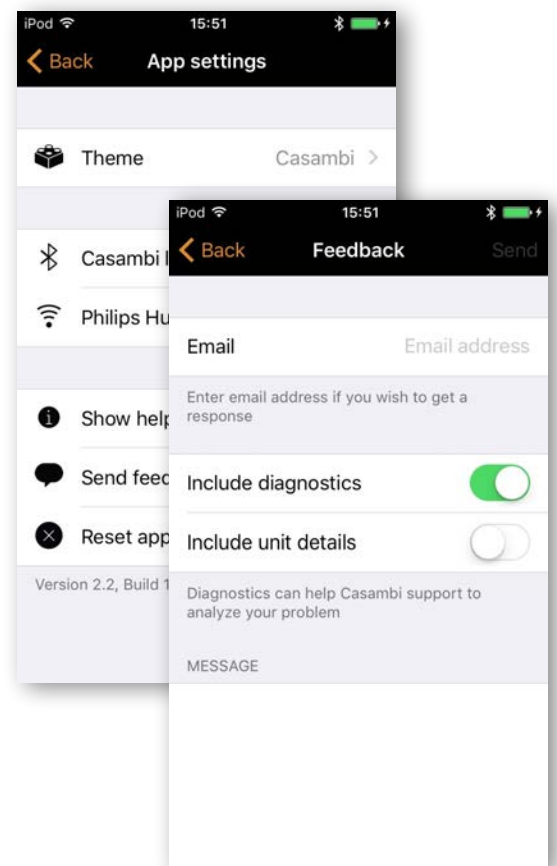 iPod 15:51
Back App settings
Theme Casambi
Casambi
Philips Hu
Show help
Send feed
Reset app
Version 2.2, Build 1
iPod 15:51
Back Feedback Send
Email Email address
Enter email address if you wish to get a
response
Include diagnostics
Include unit details
Diagnostics can help Casambi support to
analyze your problem
MESSAGE